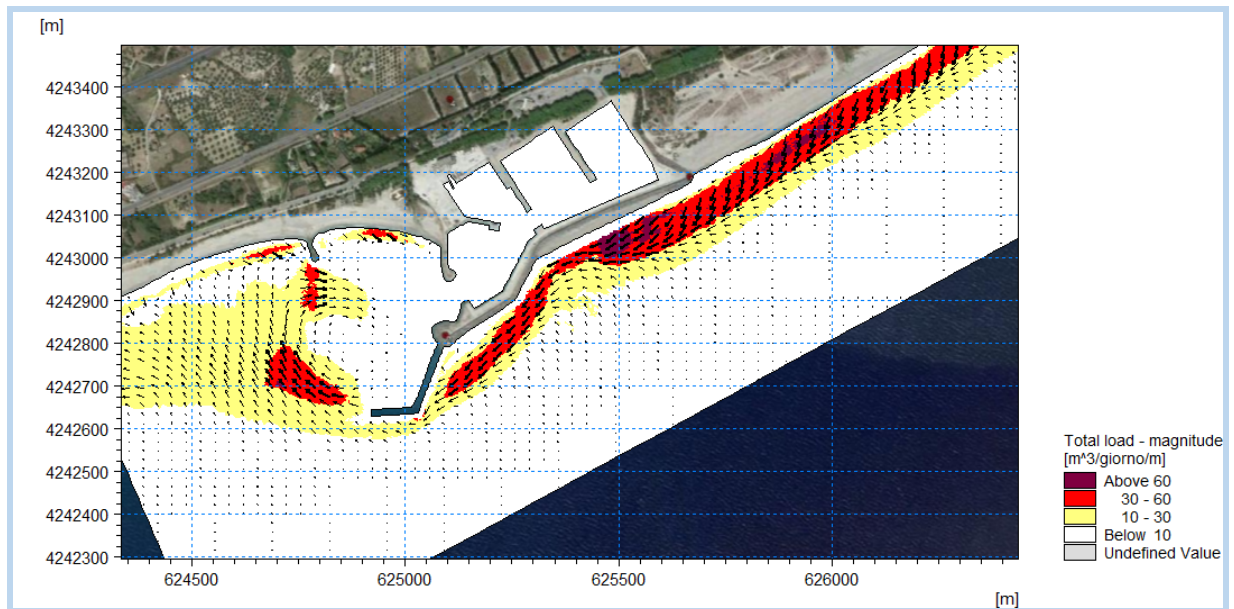 [m]
4243400
4243300
4243200
4243100
4243000
4242900
4242800
4242700
4242600
4242500
4242400
4242300
624500 625000 625500 626000
[m]
Total load - magnitude
[m^3/giorno/m]
Above 60
30 - 60
10 - 30
Below 10
Undefined Value